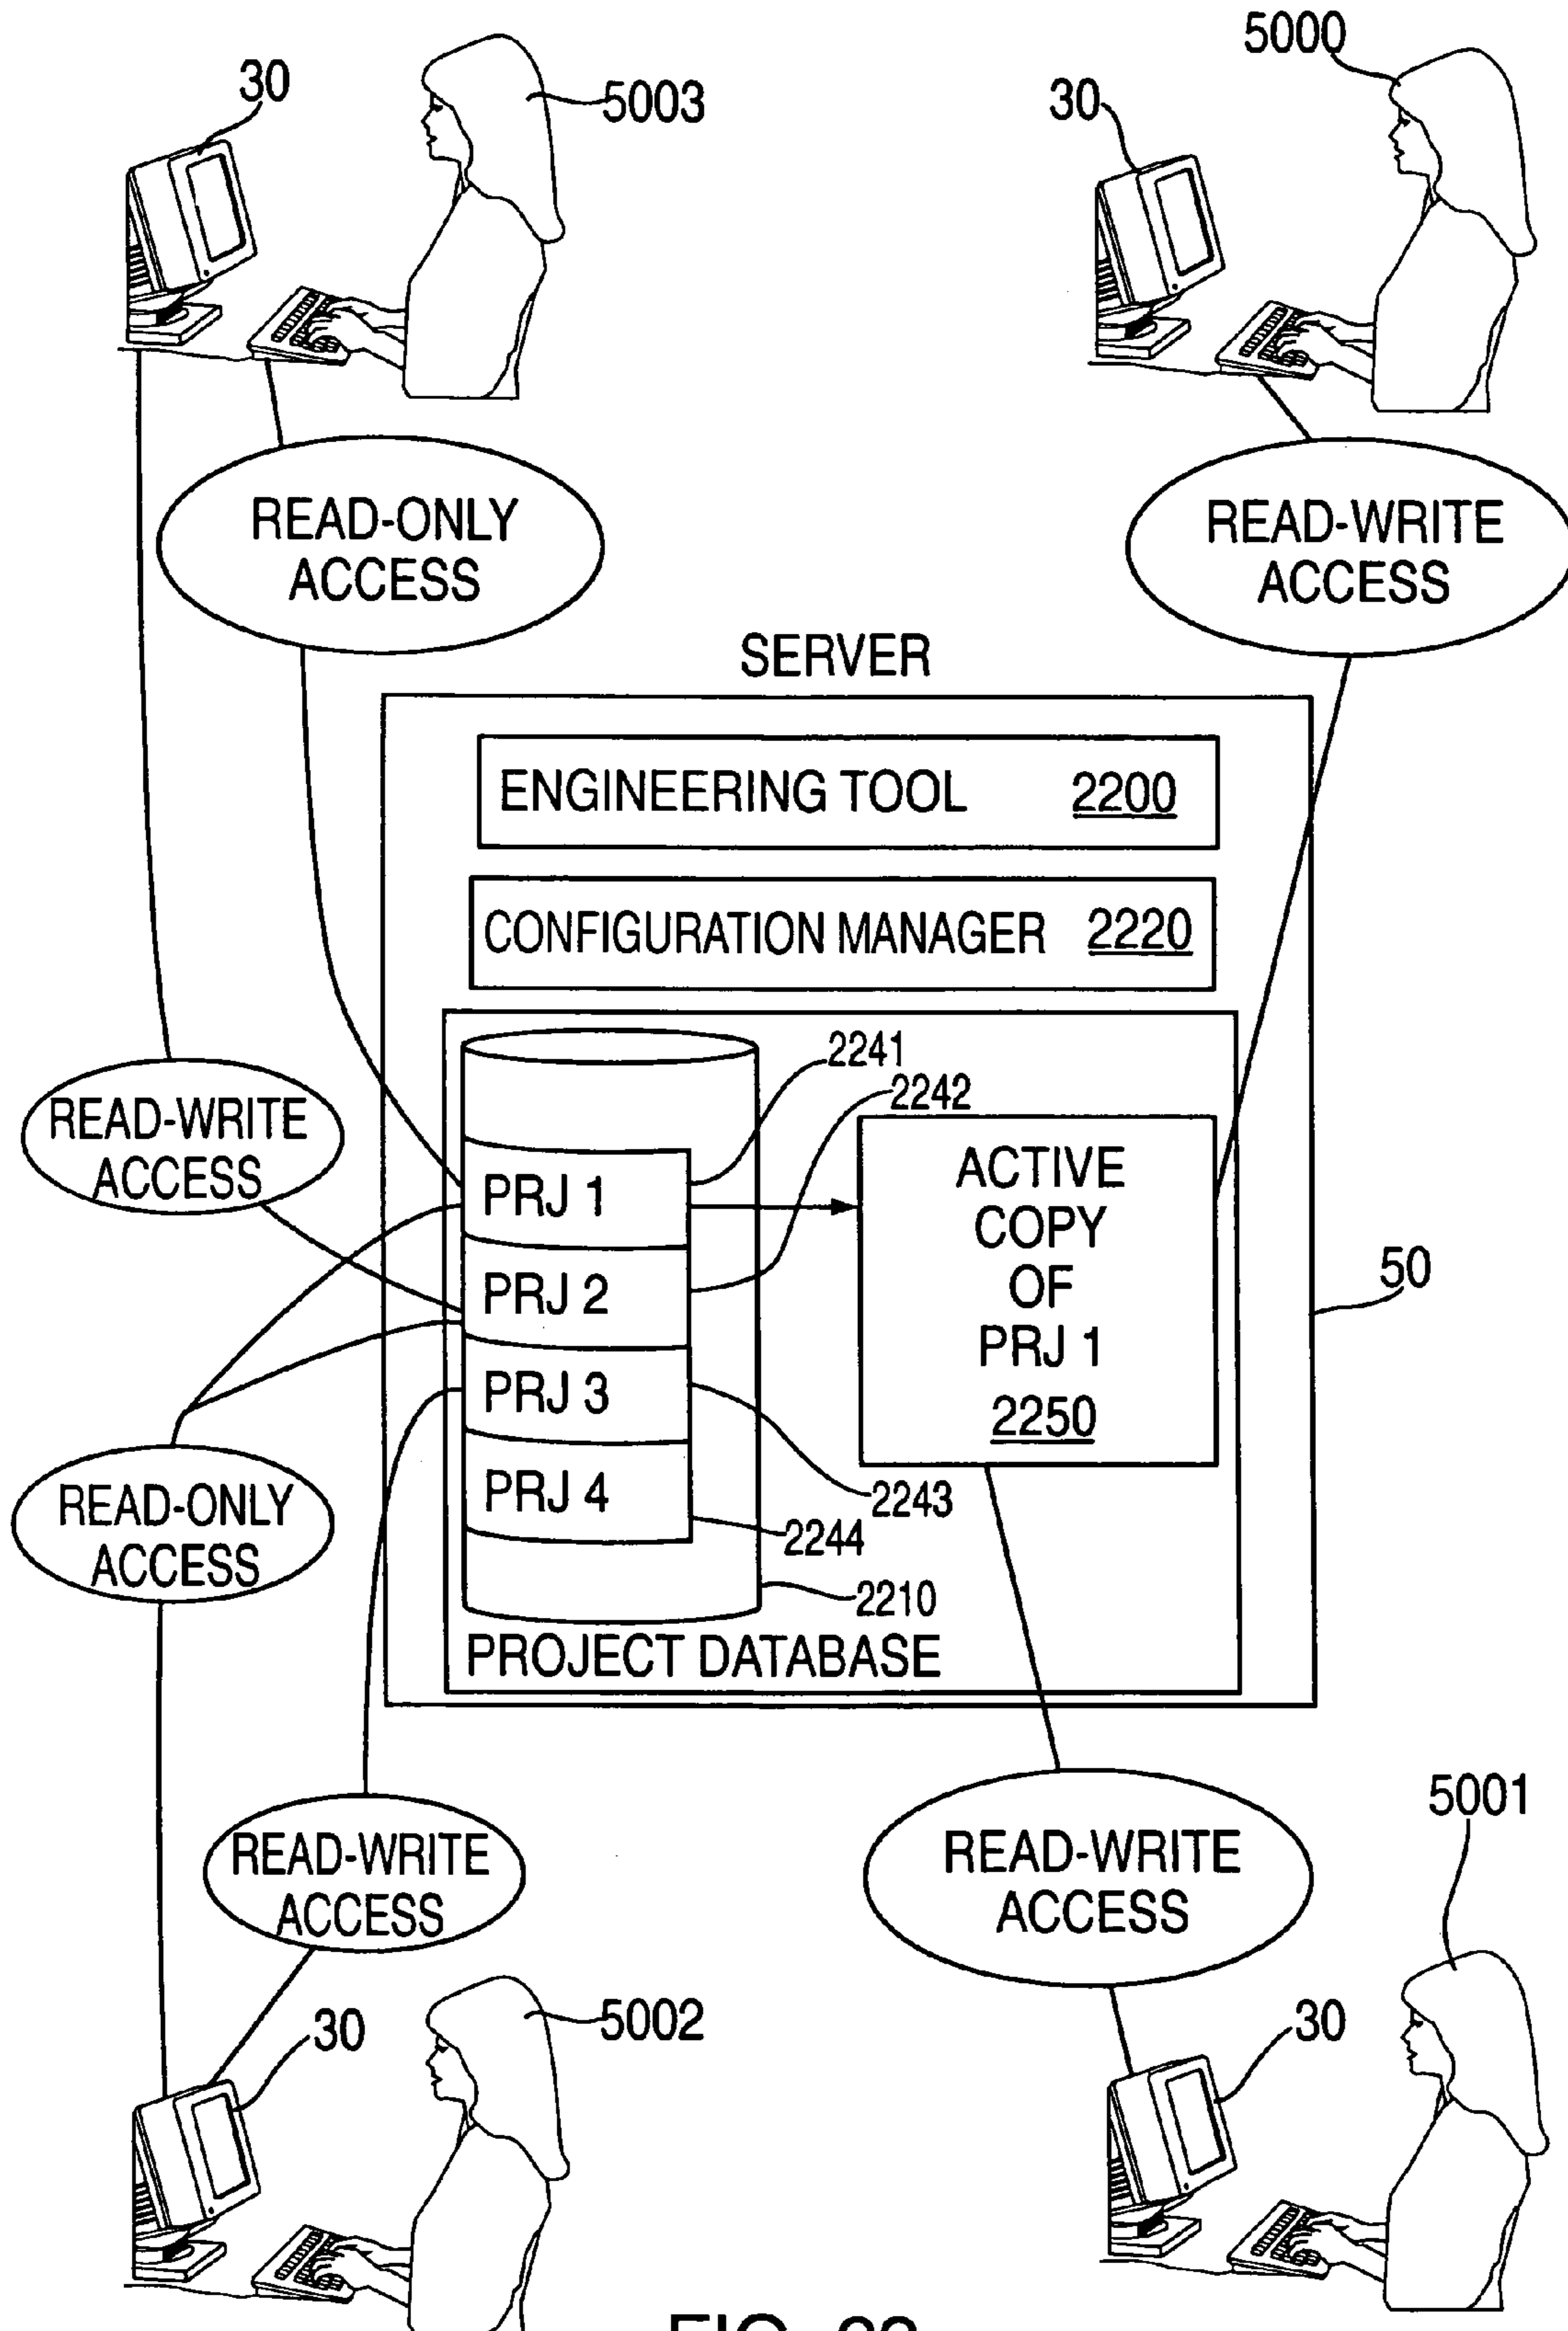 30
5003
5000
30
READ-ONLY
ACCESS
READ-WRITE
ACCESS
SERVER
ENGINEERING TOOL 2200
CONFIGURATION MANAGER 2220
2241
2242
READ-WRITE
ACCESS
PRJ 1
PRJ 2
PRJ 3
PRJ 4
ACTIVE
COPY
OF
PRJ 1
2250
50
READ-ONLY
ACCESS
2243
2244
2210
PROJECT DATABASE
READ-WRITE
ACCESS
READ-WRITE
ACCESS
5001
30
5002
30
FIG.